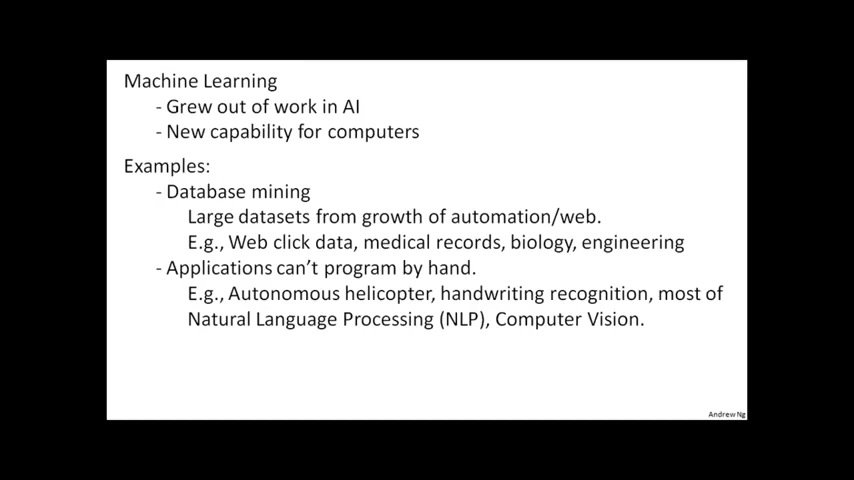 Machine Learning
- Grew out of work in AI
- New capability for computers
Examples:
- Database mining
Large datasets from growth of automation/web.
E.g., Web click data, medical records, biology, engineering
- Applications can’t program by hand.
E.g., Autonomous helicopter, handwriting recognition, most of
Natural Language Processing (NLP), Computer Vision.
Andrew Ng